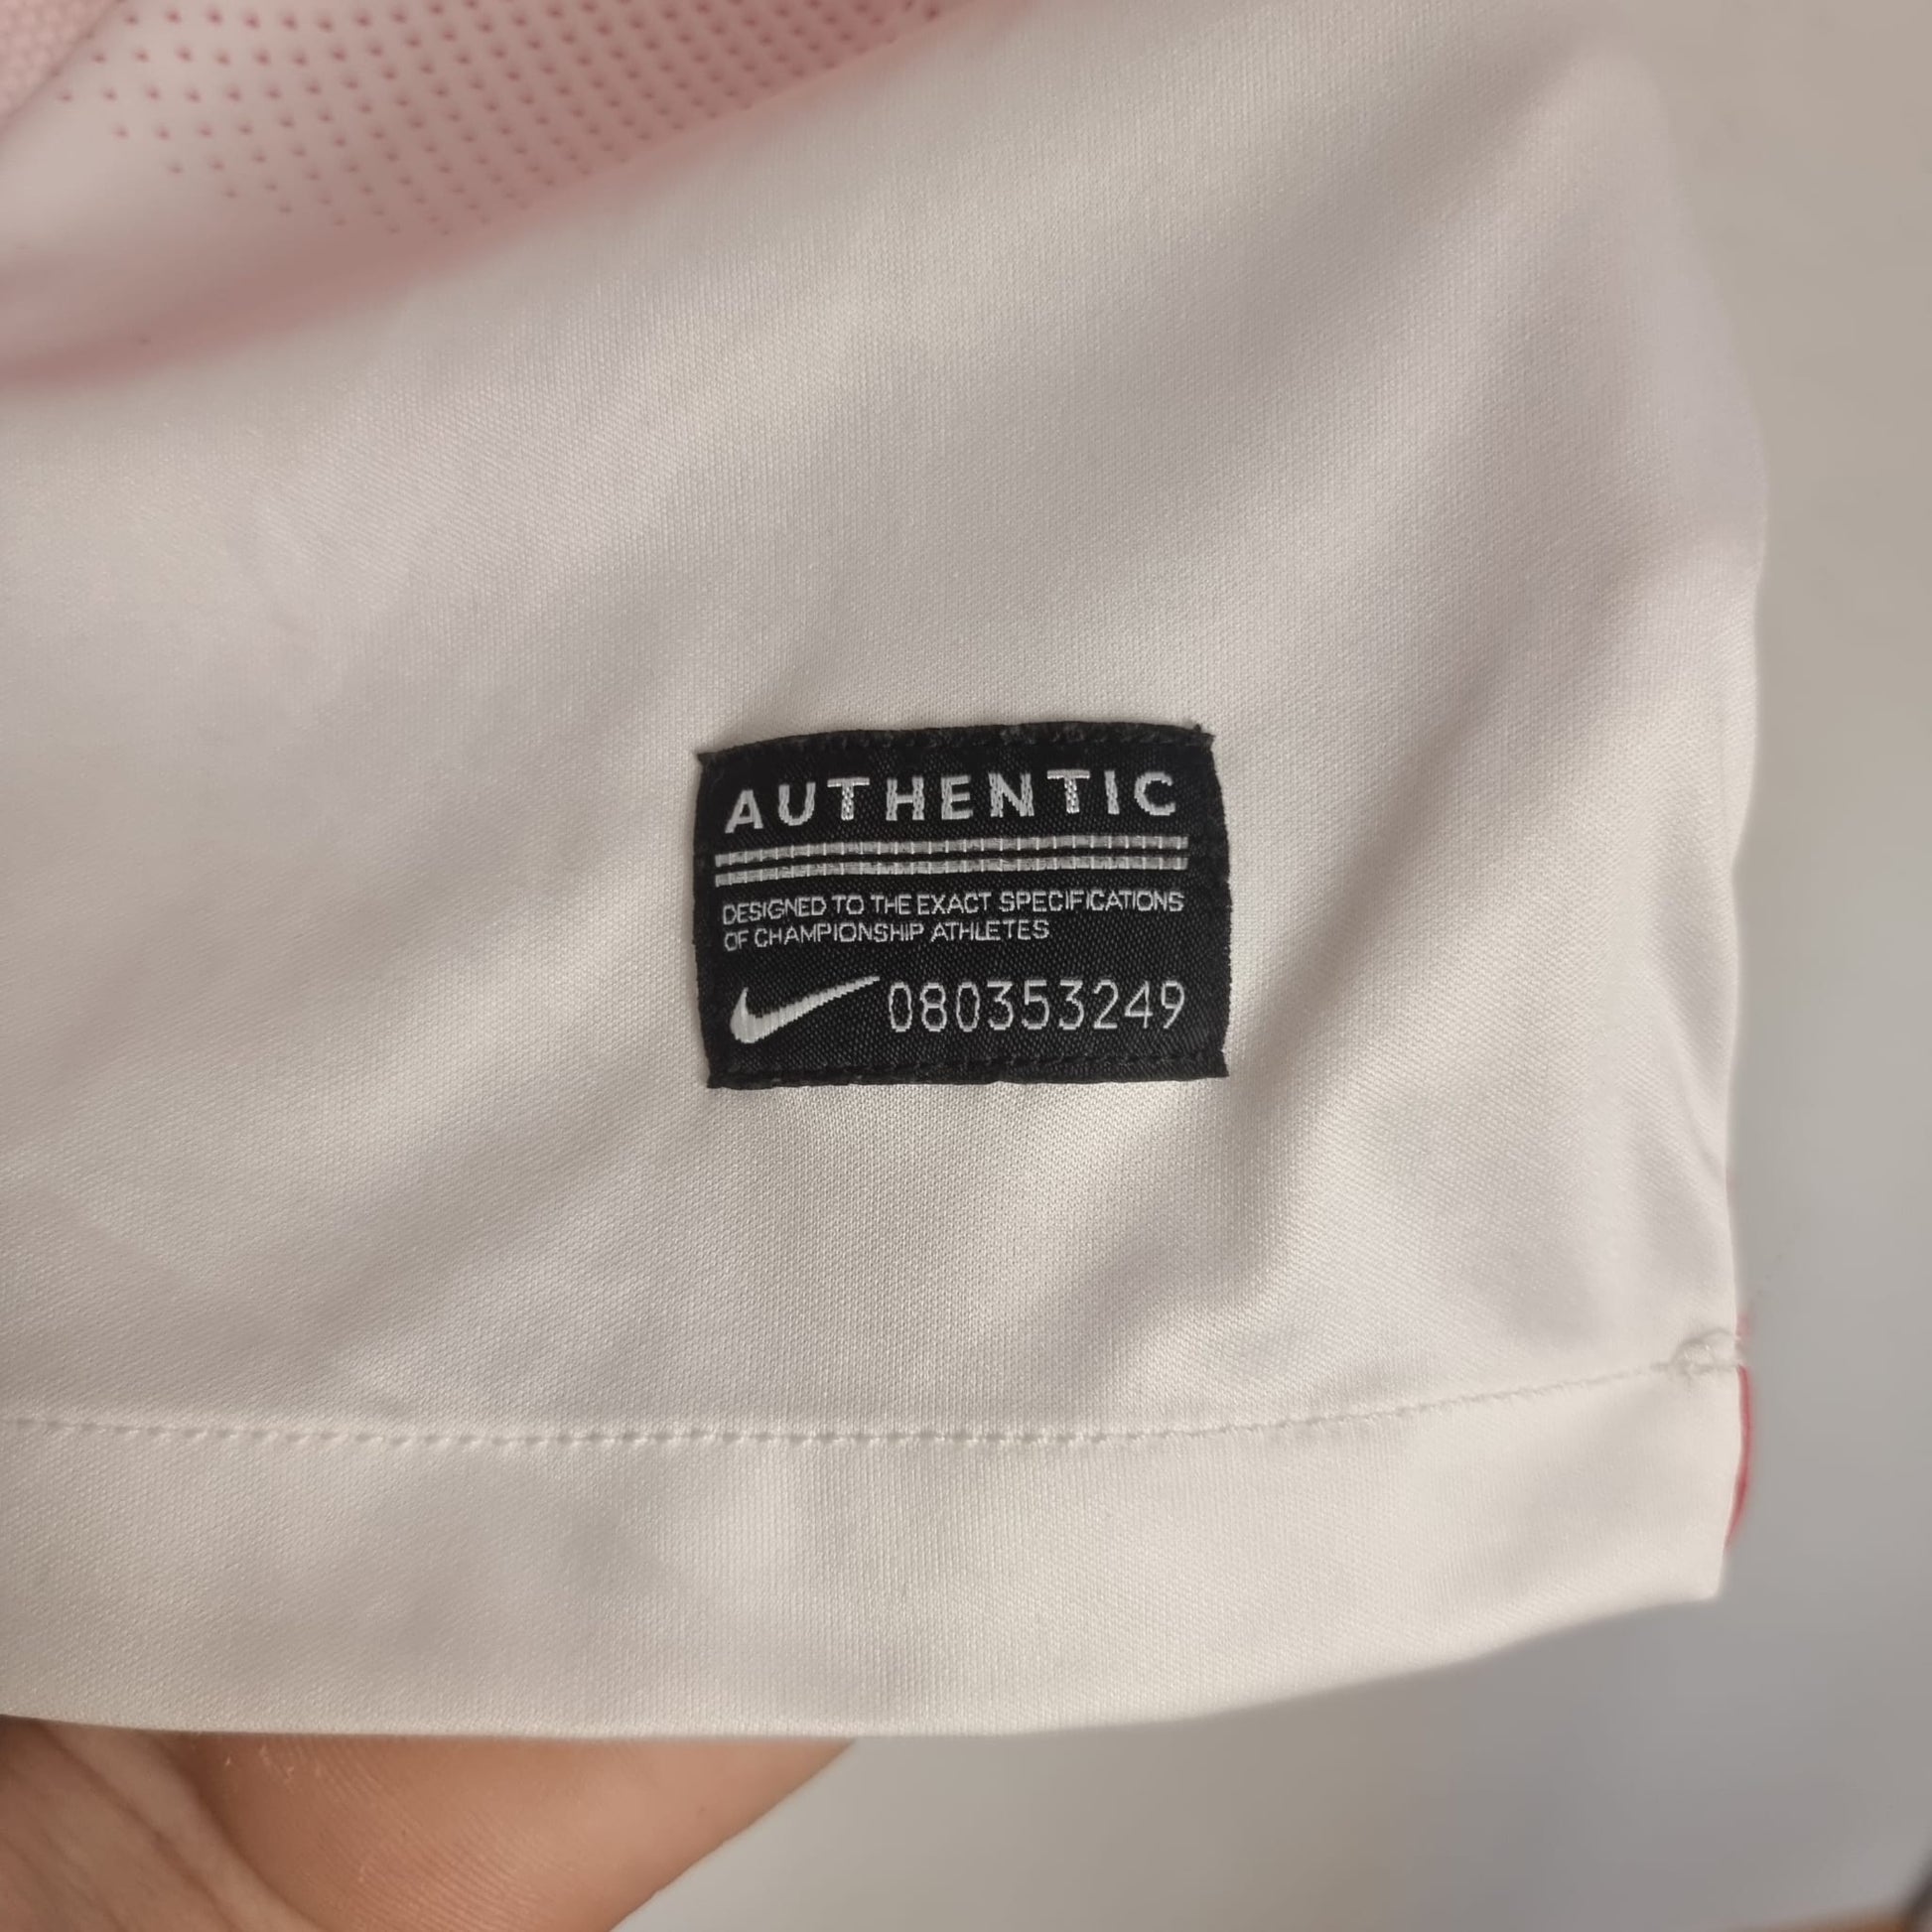 AUTHENTIC
DESIGNED TO THE EXACT SPECIFICATIONS
OF CHAMPIONSHIP ATHLETES
080353249